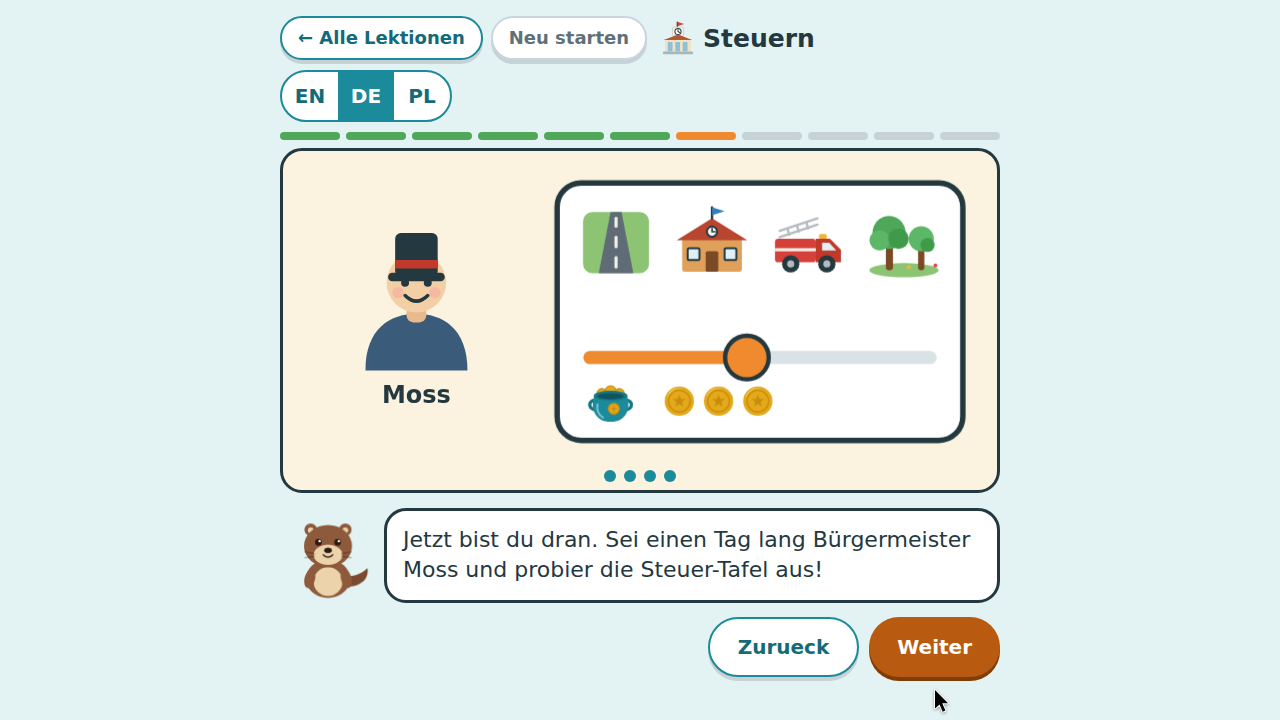 ← Alle Lektionen
Neu starten
Steuern
EN DE PL
Moss
Jetzt bist du dran. Sei einen Tag lang Bürgermeister
Moss und probier die Steuer-Tafel aus!
Zurueck
Weiter